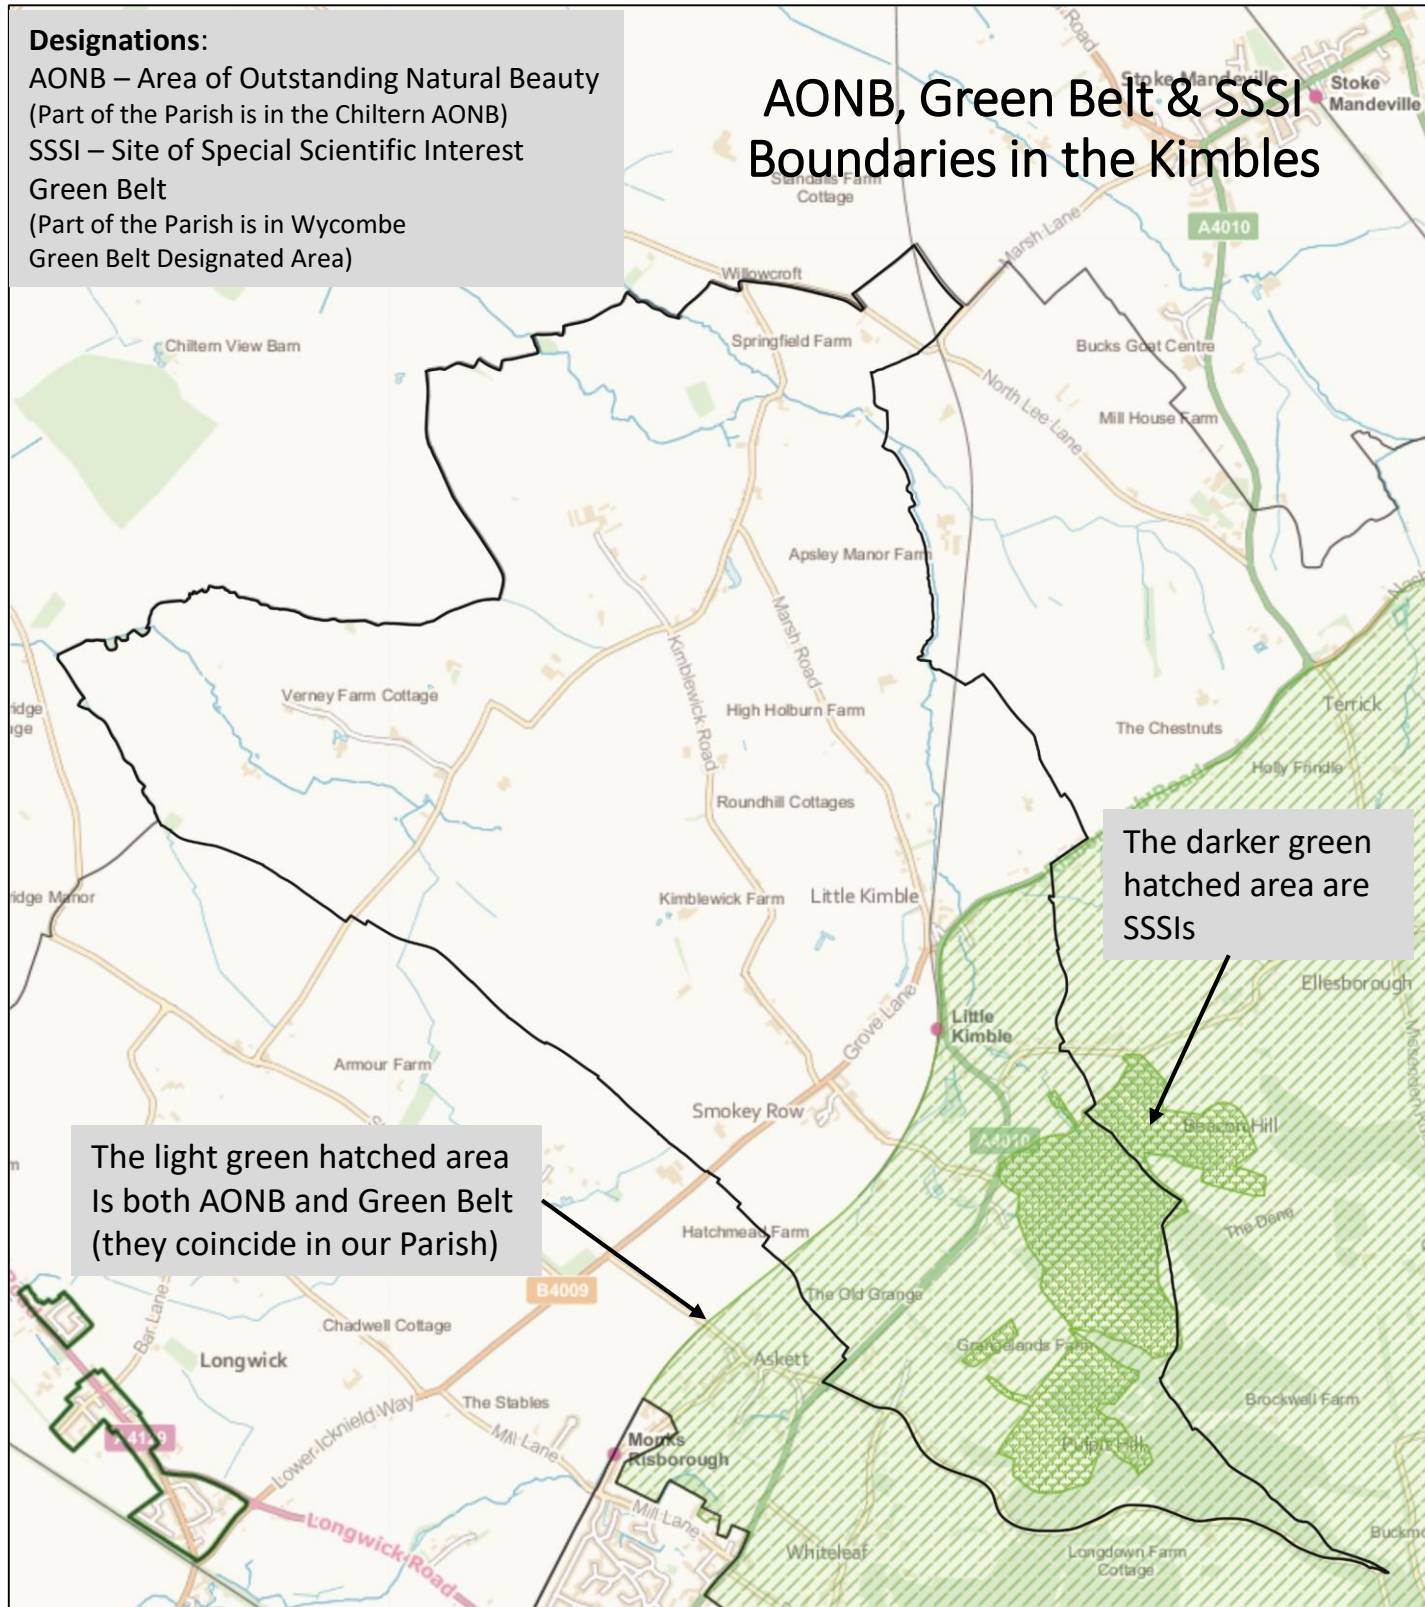 Designations:
AONB – Area of Outstanding Natural Beauty
(Part of the Parish is in the Chiltern AONB)
SSSI – Site of Special Scientific Interest
Green Belt
(Part of the Parish is in Wycombe
Green Belt Designated Area)
AONB, Green Belt & SSSI
Boundaries in the Kimbles
Road
Stoke Mandeville
Stoke
Mandeville
Standalls Farm
Cottage
A4010
Marsh Lane
Willowcroft
Chiltern View Barn
Springfield Farm
Bucks Goat Centre
North Lee Lane
Mill House Farm
Apsley Manor Farm
Marsh Road
Kimblewick Road
Verney Farm Cottage
High Holburn Farm
Terrick
The Chestnuts
Holly Frindle
Road
Roundhill Cottages
The darker green
hatched area are
SSSIs
idge Manor
Kimblewick Farm
Little Kimble
Ellesborough
Grove Lane
Little
Kimble
Armour Farm
Smokey Row
A4010
Beacon Hill
The light green hatched area
Is both AONB and Green Belt
(they coincide in our Parish)
Hatchmead Farm
The Dene
B4009
The Old Grange
Bar Lane
Chadwell Cottage
Longwick
Grangelands Farm
Askett
Brockwell Farm
The Stables
Lower Icknield Way
A4129
Mill Lane
Monks
Risborough
Pulpit Hill
Mill Lane
Longwick Road
Whiteleaf
Longdown Farm
Cottage
Buckmo